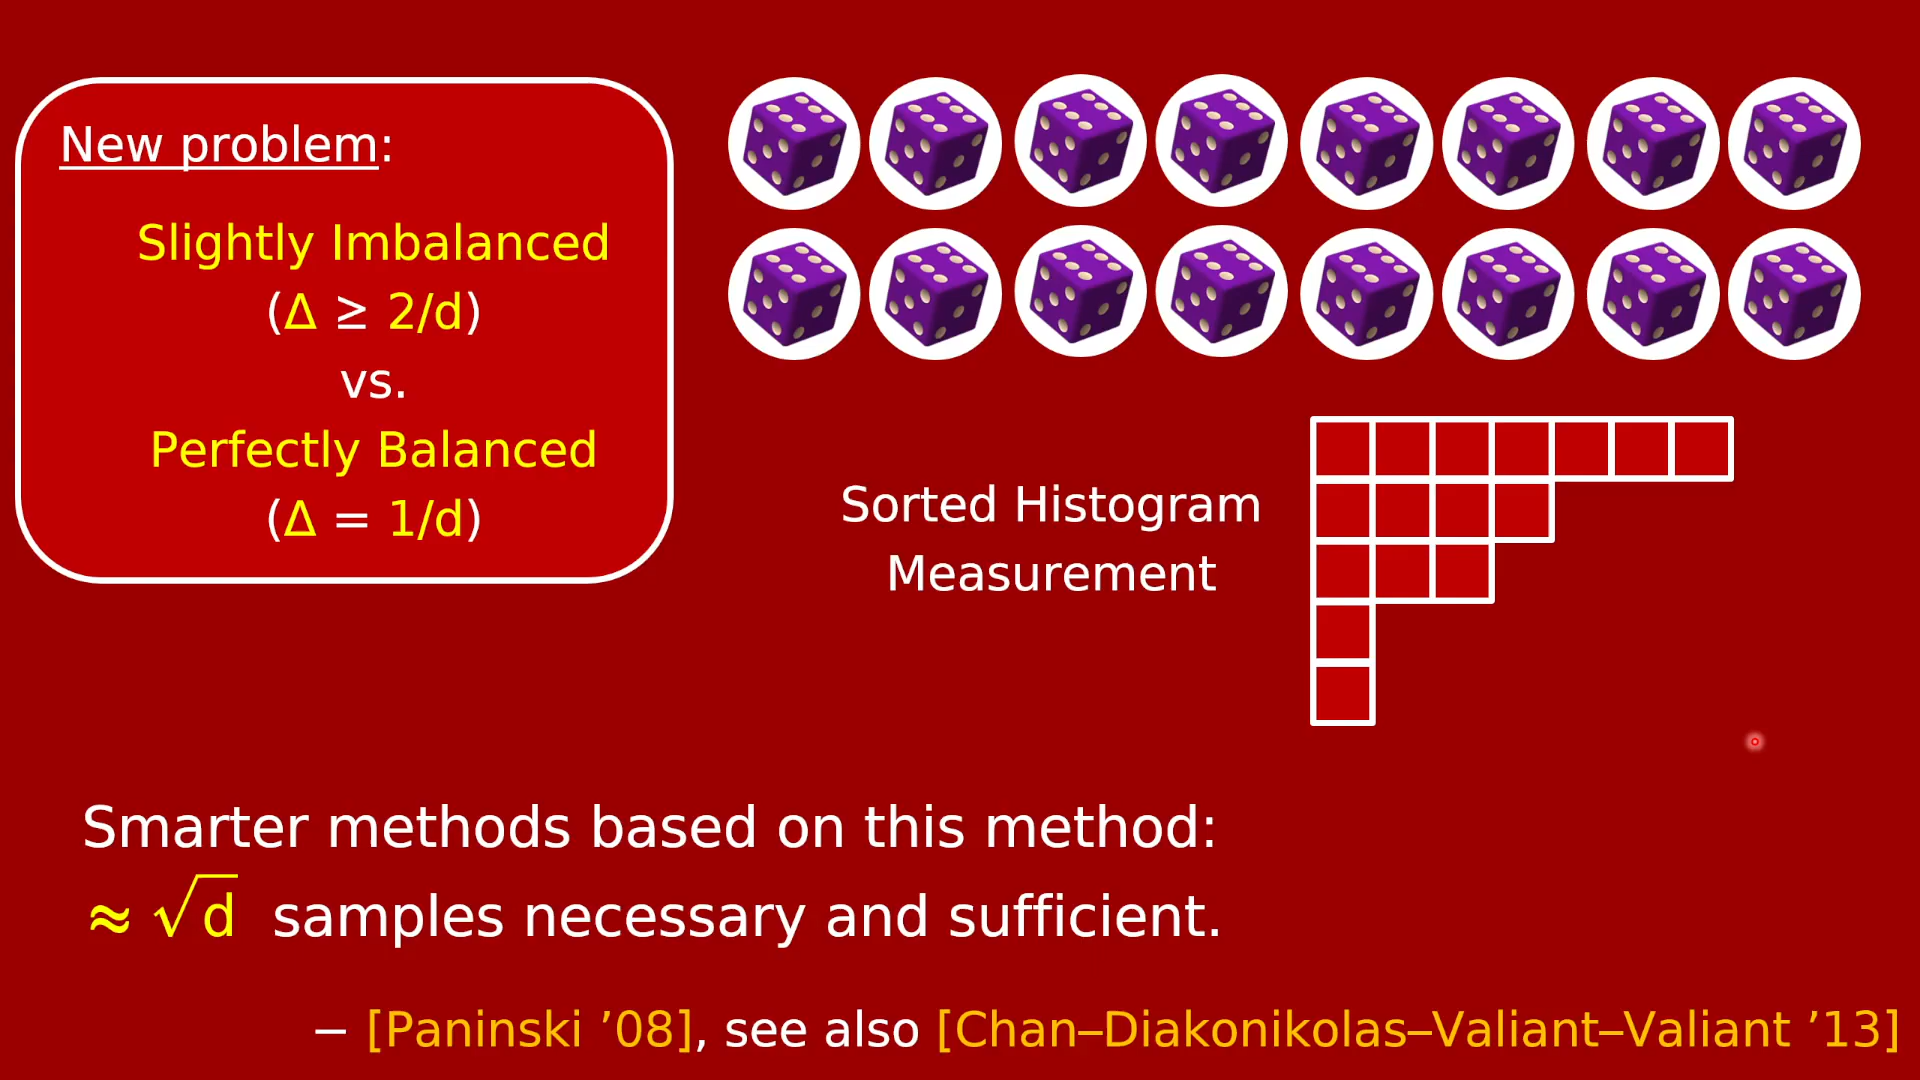 New problem:
Slightly Imbalanced
(Δ ≥ 2/d)
vs.
Perfectly Balanced
(Δ = 1/d)
Sorted Histogram
Measurement
Smarter methods based on this method:
≈ √d samples necessary and sufficient.
– [Paninski ’08], see also [Chan–Diakonikolas–Valiant–Valiant ’13]